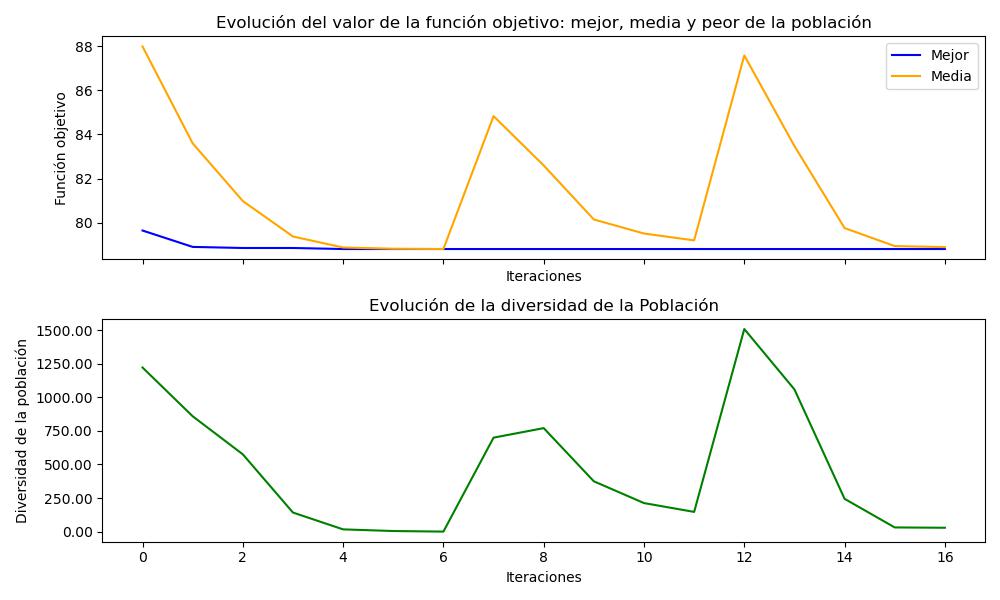 Evolución del valor de la función objetivo: mejor, media y peor de la población
88
86
84
82
80
Función objetivo
Mejor
Media
Iteraciones
Evolución de la diversidad de la Población
1500.00
1250.00
1000.00
750.00
500.00
250.00
0.00
Diversidad de la población
0 2 4 6 8 10 12 14 16
Iteraciones